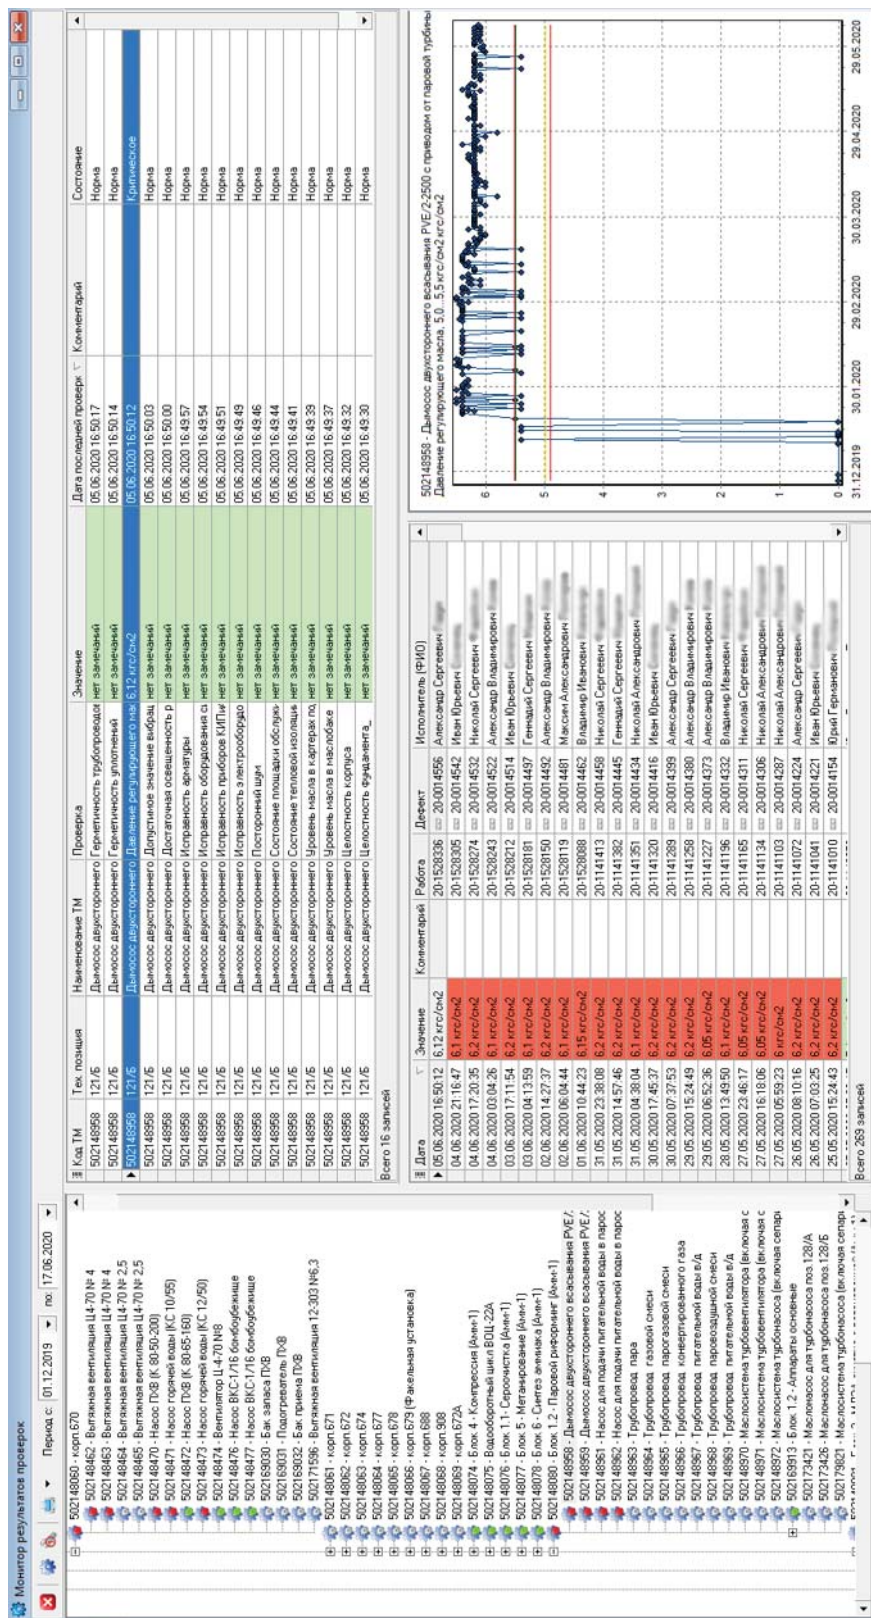 Монитор результатов проверок
Период с: 01.12.2019 по: 17.06.2020
502148060 - корп.670
502148462 - Вытяжная вентиляция Ц4-70 № 4
502148463 - Вытяжная вентиляция Ц4-70 № 4
502148464 - Вытяжная вентиляция Ц4-70 № 2,5
502148465 - Вытяжная вентиляция Ц4-70 № 2,5
502148470 - Насос ПХВ (К 80-50-200)
502148471 - Насос горячей воды (КС 10/55)
502148472 - Насос ПХВ (К 80-65-160)
502148473 - Насос горячей воды (КС 12/50)
502148474 - Вентилятор Ц 4-70 №8
502148476 - Насос ВКС-1/16 бомбоубежище
502148477 - Насос ВКС-1/16 бомбоубежище
502169030 - Бак запаса ПХВ
502169031 - Подогреватель ПХВ
502169032 - Бак приема ПХВ
502171596 - Вытяжная вентиляция 12-303 №6,3
502148061 - корп.671
502148062 - корп.672
502148063 - корп.674
502148064 - корп.677
502148065 - корп.678
502148066 - корп.679 (Факельная установка)
502148067 - корп.688
502148068 - корп.908
502148069 - корп.672А
502148074 - Блок 4 - Компрессия (Амм-1)
502148075 - Водооборотный цикл ВОЦ-22А
502148076 - Блок 1.1 - Сероочистка (Амм-1)
502148077 - Блок 5 - Метанирование (Амм-1)
502148078 - Блок 6 - Синтез аммиака (Амм-1)
502148080 - Блок 1.2 - Паровой риформинг (Амм-1)
502148958 - Дымосос двухстороннего всасывания PVE/
502148959 - Дымосос двухстороннего всасывания PVE/
502148961 - Насос для подачи питательной воды в парос
502148962 - Насос для подачи питательной воды в парос
502148963 - Трубопровод пара
502148964 - Трубопровод газовой смеси
502148965 - Трубопровод парогазовой смеси
502148966 - Трубопровод конвертированного газа
502148967 - Трубопровод питательной воды в/д
502148968 - Трубопровод паровоздушной смеси
502148969 - Трубопровод питательной воды в/д
502148970 - Маслосистема турбовентилятора (включая с
502148971 - Маслосистема турбовентилятора (включая с
502148972 - Маслосистема турбонасоса (включая сепари
502169913 - Блок 1.2 - Аппараты основные
502173421 - Маслонасос для турбонасоса поз.128/А
502173426 - Маслонасос для турбонасоса поз.128/Б
502179821 - Маслосистема турбонасоса (включая сепари
Код ТМ Тех. позиция Наименование ТМ Проверка Значение Дата последней проверк Комментарий Состояние
502148958 121/Б Дымосос двухстороннего Герметичность трубопроводов нет замечаний 05.06.2020 16:50:17 Норма
502148958 121/Б Дымосос двухстороннего Герметичность уплотнений нет замечаний 05.06.2020 16:50:14 Норма
502148958 121/Б Дымосос двухстороннего Давление регулирующего мас 6,12 кгс/см2 05.06.2020 16:50:12 Критическое
502148958 121/Б Дымосос двухстороннего Допустимое значение вибрац нет замечаний 05.06.2020 16:50:03 Норма
502148958 121/Б Дымосос двухстороннего Достаточная освещенность р нет замечаний 05.06.2020 16:50:00 Норма
502148958 121/Б Дымосос двухстороннего Исправность арматуры нет замечаний 05.06.2020 16:49:57 Норма
502148958 121/Б Дымосос двухстороннего Исправность оборудования сь нет замечаний 05.06.2020 16:49:54 Норма
502148958 121/Б Дымосос двухстороннего Исправность приборов КИПиА нет замечаний 05.06.2020 16:49:51 Норма
502148958 121/Б Дымосос двухстороннего Исправность электрооборудо нет замечаний 05.06.2020 16:49:49 Норма
502148958 121/Б Дымосос двухстороннего Посторонний шум нет замечаний 05.06.2020 16:49:46 Норма
502148958 121/Б Дымосос двухстороннего Состояние площадки обслужи нет замечаний 05.06.2020 16:49:44 Норма
502148958 121/Б Дымосос двухстороннего Состояние тепловой изоляции нет замечаний 05.06.2020 16:49:41 Норма
502148958 121/Б Дымосос двухстороннего Уровень масла в картерах по нет замечаний 05.06.2020 16:49:39 Норма
502148958 121/Б Дымосос двухстороннего Уровень масла в маслобаке нет замечаний 05.06.2020 16:49:37 Норма
502148958 121/Б Дымосос двухстороннего Целостность корпуса нет замечаний 05.06.2020 16:49:32 Норма
502148958 121/Б Дымосос двухстороннего Целостность фундамента_ нет замечаний 05.06.2020 16:49:30 Норма
Всего 16 записей
Дата Значение Комментарий Работа Дефект Исполнитель (ФИО)
05.06.2020 16:50:12 6,12 кгс/см2 20-1528336 20-0014556 Александр Сергеевич
04.06.2020 21:16:47 6,1 кгс/см2 20-1528305 20-0014542 Иван Юрьевич
04.06.2020 17:20:35 6,2 кгс/см2 20-1528274 20-0014532 Николай Сергеевич
04.06.2020 03:04:26 6,1 кгс/см2 20-1528243 20-0014522 Александр Владимирович
03.06.2020 17:11:54 6,2 кгс/см2 20-1528212 20-0014514 Иван Юрьевич
03.06.2020 04:13:59 6,1 кгс/см2 20-1528181 20-0014497 Геннадий Сергеевич
02.06.2020 14:27:37 6,2 кгс/см2 20-1528150 20-0014492 Александр Владимирович
02.06.2020 06:04:44 6,1 кгс/см2 20-1528119 20-0014481 Максим Александрович
01.06.2020 10:44:23 6,15 кгс/см2 20-1528088 20-0014462 Владимир Иванович
31.05.2020 23:38:08 6,2 кгс/см2 20-1141413 20-0014458 Николай Сергеевич
31.05.2020 14:57:46 6,2 кгс/см2 20-1141382 20-0014445 Геннадий Сергеевич
31.05.2020 04:38:04 6,1 кгс/см2 20-1141351 20-0014434 Николай Александрович
30.05.2020 17:45:37 6,2 кгс/см2 20-1141320 20-0014416 Иван Юрьевич
30.05.2020 07:37:53 6,2 кгс/см2 20-1141289 20-0014399 Александр Сергеевич
29.05.2020 15:24:49 6,2 кгс/см2 20-1141258 20-0014380 Александр Владимирович
29.05.2020 06:52:36 6,05 кгс/см2 20-1141227 20-0014373 Александр Владимирович
28.05.2020 13:49:50 6,1 кгс/см2 20-1141196 20-0014332 Владимир Иванович
27.05.2020 23:46:17 6,05 кгс/см2 20-1141165 20-0014311 Николай Сергеевич
27.05.2020 16:18:06 6,05 кгс/см2 20-1141134 20-0014306 Николай Александрович
27.05.2020 05:59:23 6 кгс/см2 20-1141103 20-0014287 Николай Александрович
26.05.2020 08:10:16 6,2 кгс/см2 20-1141072 20-0014224 Александр Сергеевич
26.05.2020 07:03:25 6,2 кгс/см2 20-1141041 20-0014221 Иван Юрьевич
25.05.2020 15:24:43 6,2 кгс/см2 20-1141010 20-0014154 Юрий Германович
Всего 269 записей
502148958 - Дымосос двухстороннего всасывания PVE/2-2500 с приводом от паровой турбины
Давление регулирующего масла, 5,0...5,5 кгс/см2 кгс/см2
6
5
4
3
2
1
0
31.12.2019 30.01.2020 29.02.2020 30.03.2020 29.04.2020 29.05.2020